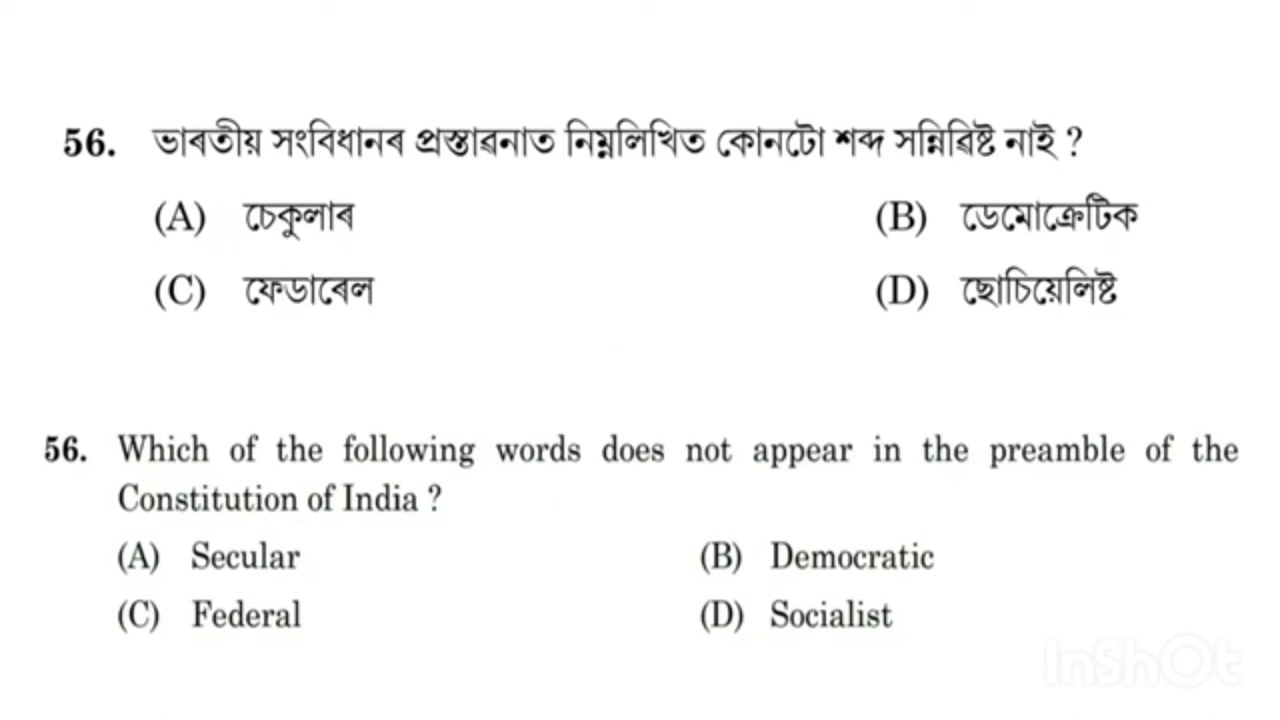 56. ভাৰতীয় সংবিধানৰ প্ৰস্তাৱনাত নিম্নলিখিত কোনটো শব্দ সন্নিৱিষ্ট নাই ?
(A) চেকুলাৰ (B) ডেমোক্ৰেটিক
(C) ফেডাৰেল (D) ছোচিয়েলিষ্ট
56. Which of the following words does not appear in the preamble of the
Constitution of India ?
(A) Secular (B) Democratic
(C) Federal (D) Socialist
InShOt